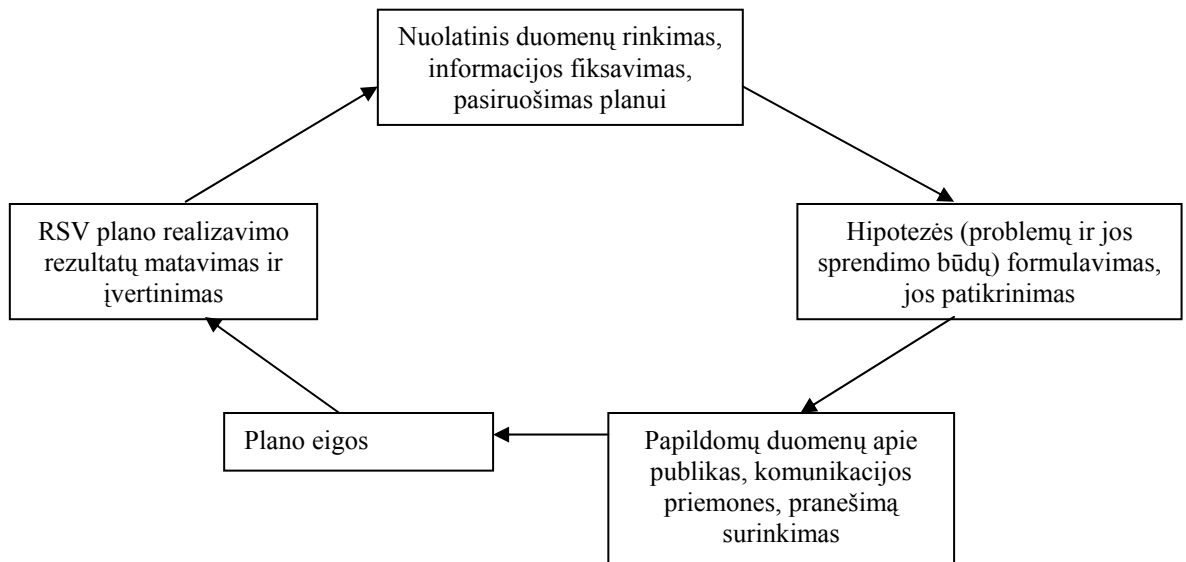 Nuolatinis duomenų rinkimas,
informacijos fiksavimas,
pasiruošimas planui
Hipotezės (problemų ir jos
sprendimo būdų) formulavimas,
jos patikrinimas
Papildomų duomenų apie
publikas, komunikacijos
priemones, pranešimą
surinkimas
Plano eigos
RSV plano realizavimo
rezultatų matavimas ir
įvertinimas